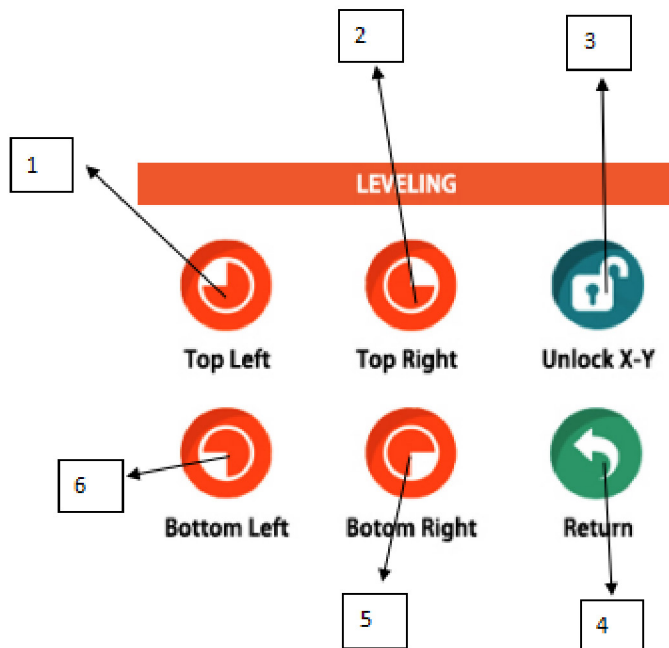 2
3
1
LEVELING
Top Left
Top Right
Unlock X-Y
6
Bottom Left
Botom Right
Return
5
4